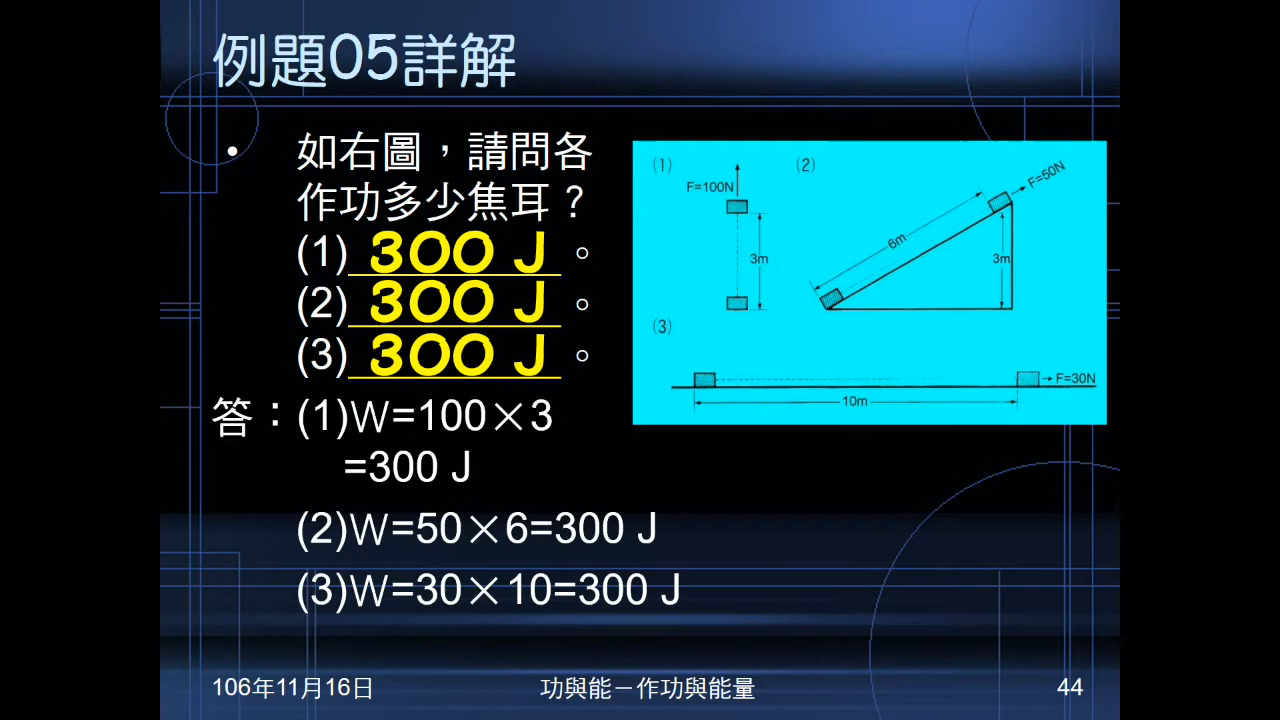 例題05詳解
• 如右圖，請問各
作功多少焦耳？
(1) 300 J 。
(2) 300 J 。
(3) 300 J 。
答：(1)W=100×3
=300 J
(2)W=50×6=300 J
(3)W=30×10=300 J
(1)
F=100N
3m
(2)
F=50N
6m
3m
(3)
F=30N
10m
106年11月16日
功與能－作功與能量
44